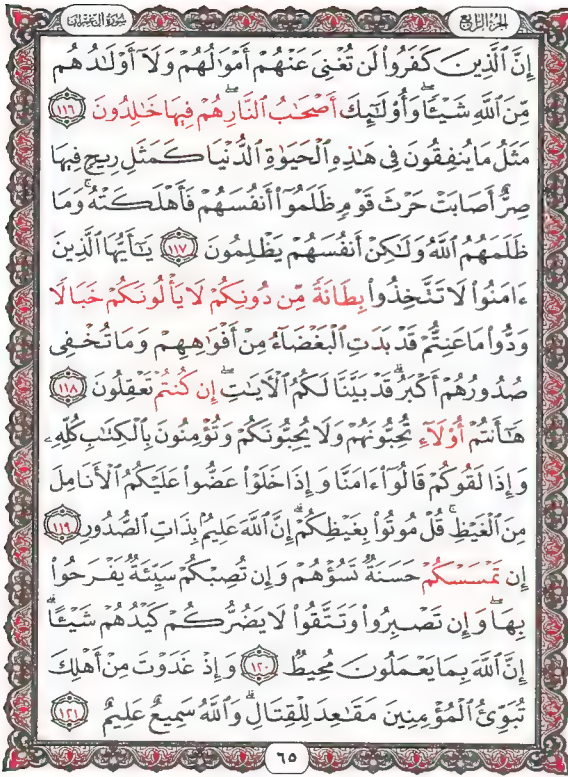 الجزء الرابع
سورة آل عمران
إِنَّ ٱلَّذِينَ كَفَرُوا۟ لَن تُغْنِىَ عَنْهُمْ أَمْوَٰلُهُمْ وَلَآ أَوْلَٰدُهُم
مِّنَ ٱللَّهِ شَيْـًٔا ۖ وَأُو۟لَٰٓئِكَ أَصْحَٰبُ ٱلنَّارِ ۖ هُمْ فِيهَا خَٰلِدُونَ ١١٦
مَثَلُ مَا يُنفِقُونَ فِى هَٰذِهِ ٱلْحَيَوٰةِ ٱلدُّنْيَا كَمَثَلِ رِيحٍ فِيهَا
صِرٌّ أَصَابَتْ حَرْثَ قَوْمٍ ظَلَمُوٓا۟ أَنفُسَهُمْ فَأَهْلَكَتْهُ ۚ وَمَا
ظَلَمَهُمُ ٱللَّهُ وَلَٰكِنْ أَنفُسَهُمْ يَظْلِمُونَ ١١٧ يَٰٓأَيُّهَا ٱلَّذِينَ
ءَامَنُوا۟ لَا تَتَّخِذُوا۟ بِطَانَةً مِّن دُونِكُمْ لَا يَأْلُونَكُمْ خَبَالًا
وَدُّوا۟ مَا عَنِتُّمْ قَدْ بَدَتِ ٱلْبَغْضَآءُ مِنْ أَفْوَٰهِهِمْ وَمَا تُخْفِى
صُدُورُهُمْ أَكْبَرُ ۚ قَدْ بَيَّنَّا لَكُمُ ٱلْءَايَٰتِ ۖ إِن كُنتُمْ تَعْقِلُونَ ١١٨
هَٰٓأَنتُمْ أُو۟لَآءِ تُحِبُّونَهُمْ وَلَا يُحِبُّونَكُمْ وَتُؤْمِنُونَ بِٱلْكِتَٰبِ كُلِّهِۦ
وَإِذَا لَقُوكُمْ قَالُوٓا۟ ءَامَنَّا وَإِذَا خَلَوْا۟ عَضُّوا۟ عَلَيْكُمُ ٱلْأَنَامِلَ
مِنَ ٱلْغَيْظِ ۚ قُلْ مُوتُوا۟ بِغَيْظِكُمْ ۗ إِنَّ ٱللَّهَ عَلِيمٌۢ بِذَاتِ ٱلصُّدُورِ ١١٩
إِن تَمْسَسْكُمْ حَسَنَةٌ تَسُؤْهُمْ وَإِن تُصِبْكُمْ سَيِّئَةٌ يَفْرَحُوا۟
بِهَا ۖ وَإِن تَصْبِرُوا۟ وَتَتَّقُوا۟ لَا يَضُرُّكُمْ كَيْدُهُمْ شَيْـًٔا ۗ
إِنَّ ٱللَّهَ بِمَا يَعْمَلُونَ مُحِيطٌ ١٢٠ وَإِذْ غَدَوْتَ مِنْ أَهْلِكَ
تُبَوِّئُ ٱلْمُؤْمِنِينَ مَقَٰعِدَ لِلْقِتَالِ ۗ وَٱللَّهُ سَمِيعٌ عَلِيمٌ ١٢١
٦٥